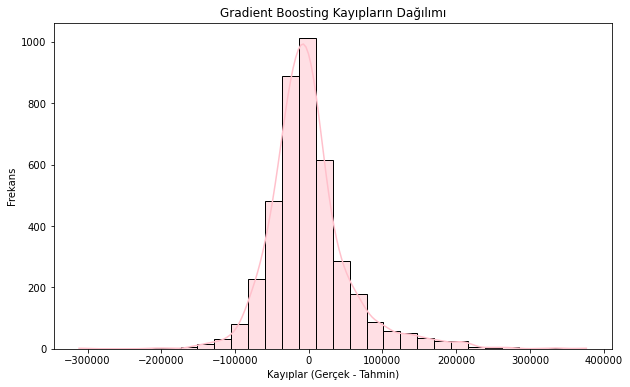 Gradient Boosting Kayıpların Dağılımı
1000
800
600
400
200
0
Frekans
−300000 −200000 −100000 0 100000 200000 300000 400000
Kayıplar (Gerçek - Tahmin)